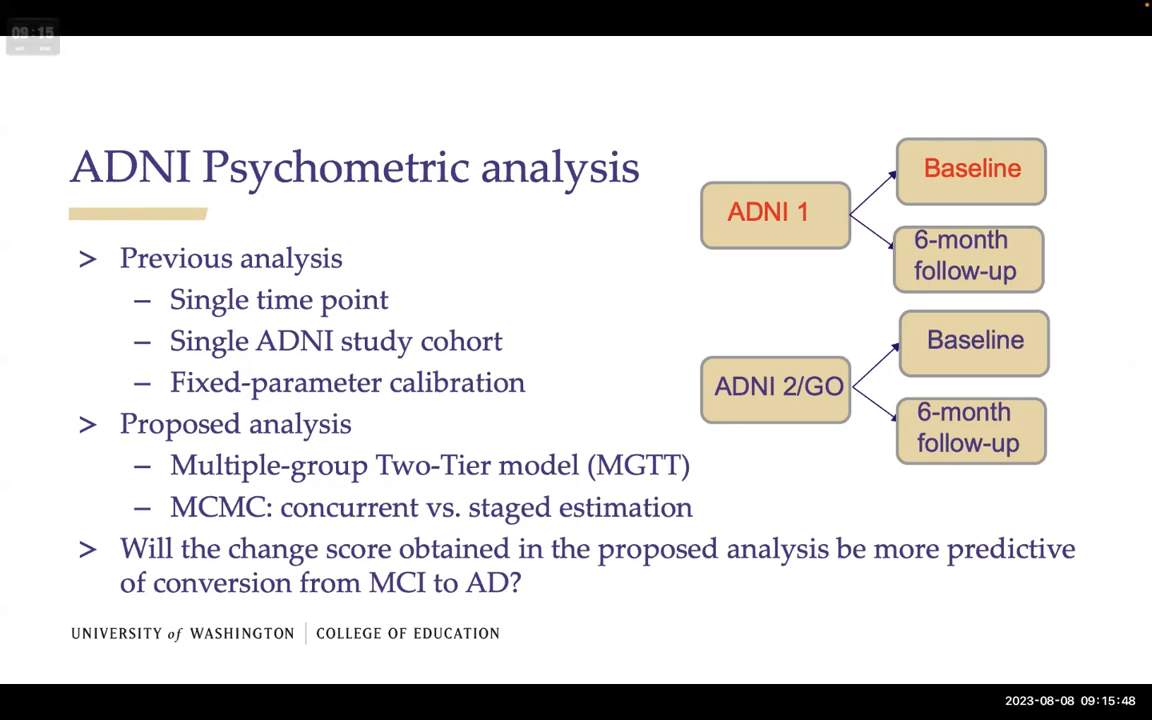 09:15
ADNI Psychometric analysis
> Previous analysis
– Single time point
– Single ADNI study cohort
– Fixed-parameter calibration
> Proposed analysis
– Multiple-group Two-Tier model (MGTT)
– MCMC: concurrent vs. staged estimation
> Will the change score obtained in the proposed analysis be more predictive
of conversion from MCI to AD?
ADNI 1
Baseline
6-month
follow-up
ADNI 2/GO
Baseline
6-month
follow-up
UNIVERSITY of WASHINGTON | COLLEGE OF EDUCATION
2023-08-08 09:15:48